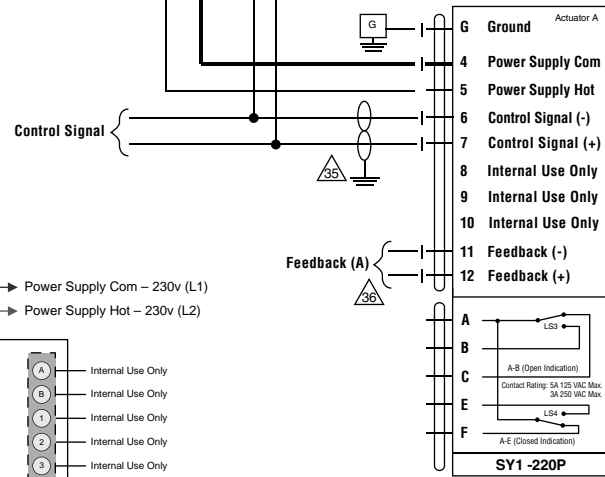 Actuator A
G
G Ground
4 Power Supply Com
5 Power Supply Hot
6 Control Signal (-)
Control Signal
7 Control Signal (+)
35
8 Internal Use Only
9 Internal Use Only
10 Internal Use Only
11 Feedback (-)
Feedback (A)
12 Feedback (+)
36
Power Supply Com – 230v (L1)
Power Supply Hot – 230v (L2)
A
LS3
B
A-B (Open Indication)
C
Contact Rating: 5A 125 VAC Max.
3A 250 VAC Max.
E
LS4
F
A-E (Closed Indication)
SY1 -220P
A Internal Use Only
B Internal Use Only
1 Internal Use Only
2 Internal Use Only
3 Internal Use Only